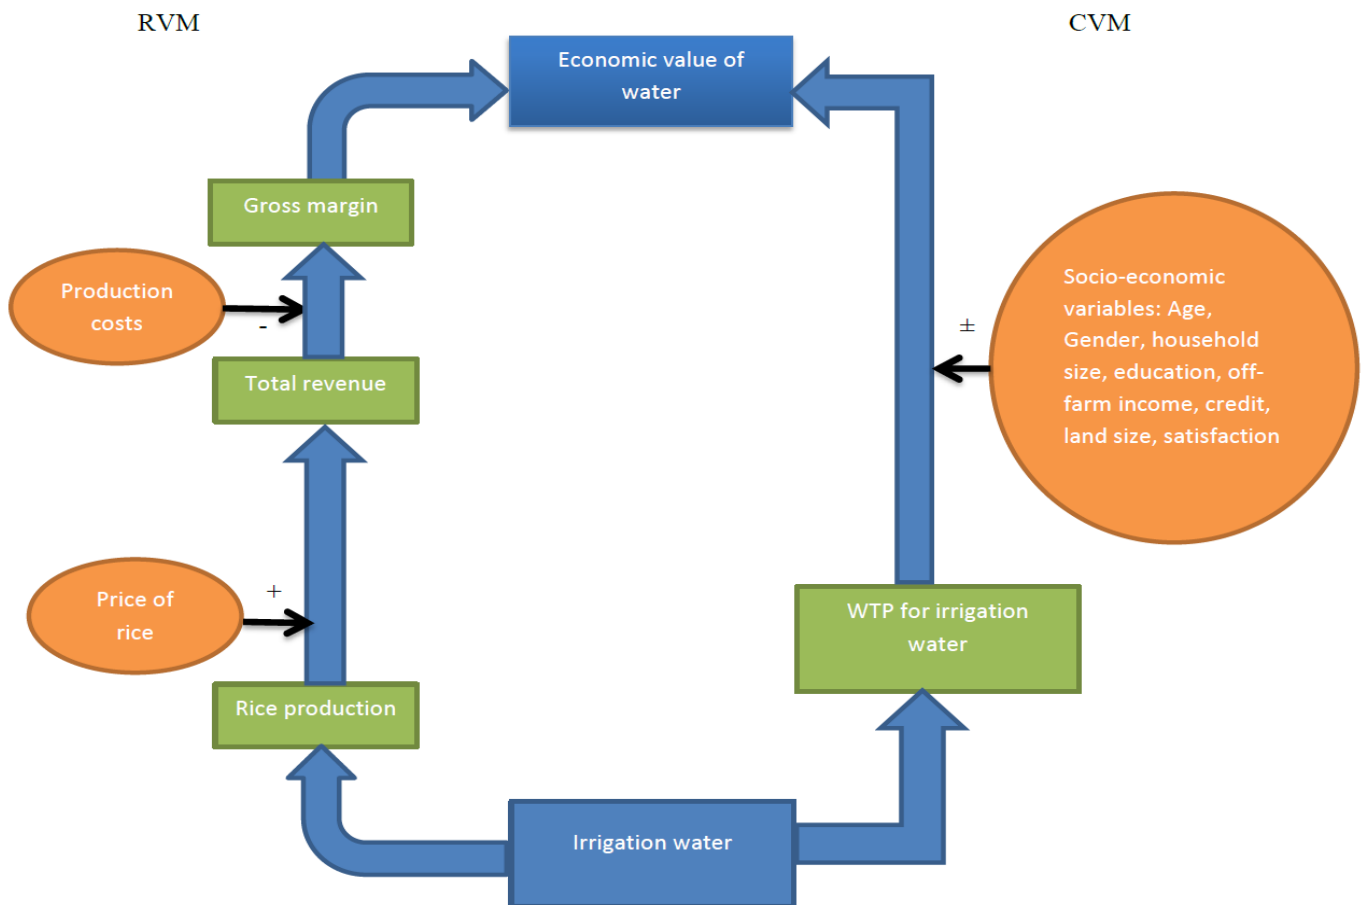 RVM
CVM
Economic value of
water
Gross margin
Production
costs
-
Total revenue
Socio-economic
variables: Age,
Gender, household
size, education, off-
farm income, credit,
land size, satisfaction
±
Price of
rice
+
WTP for irrigation
water
Rice production
Irrigation water